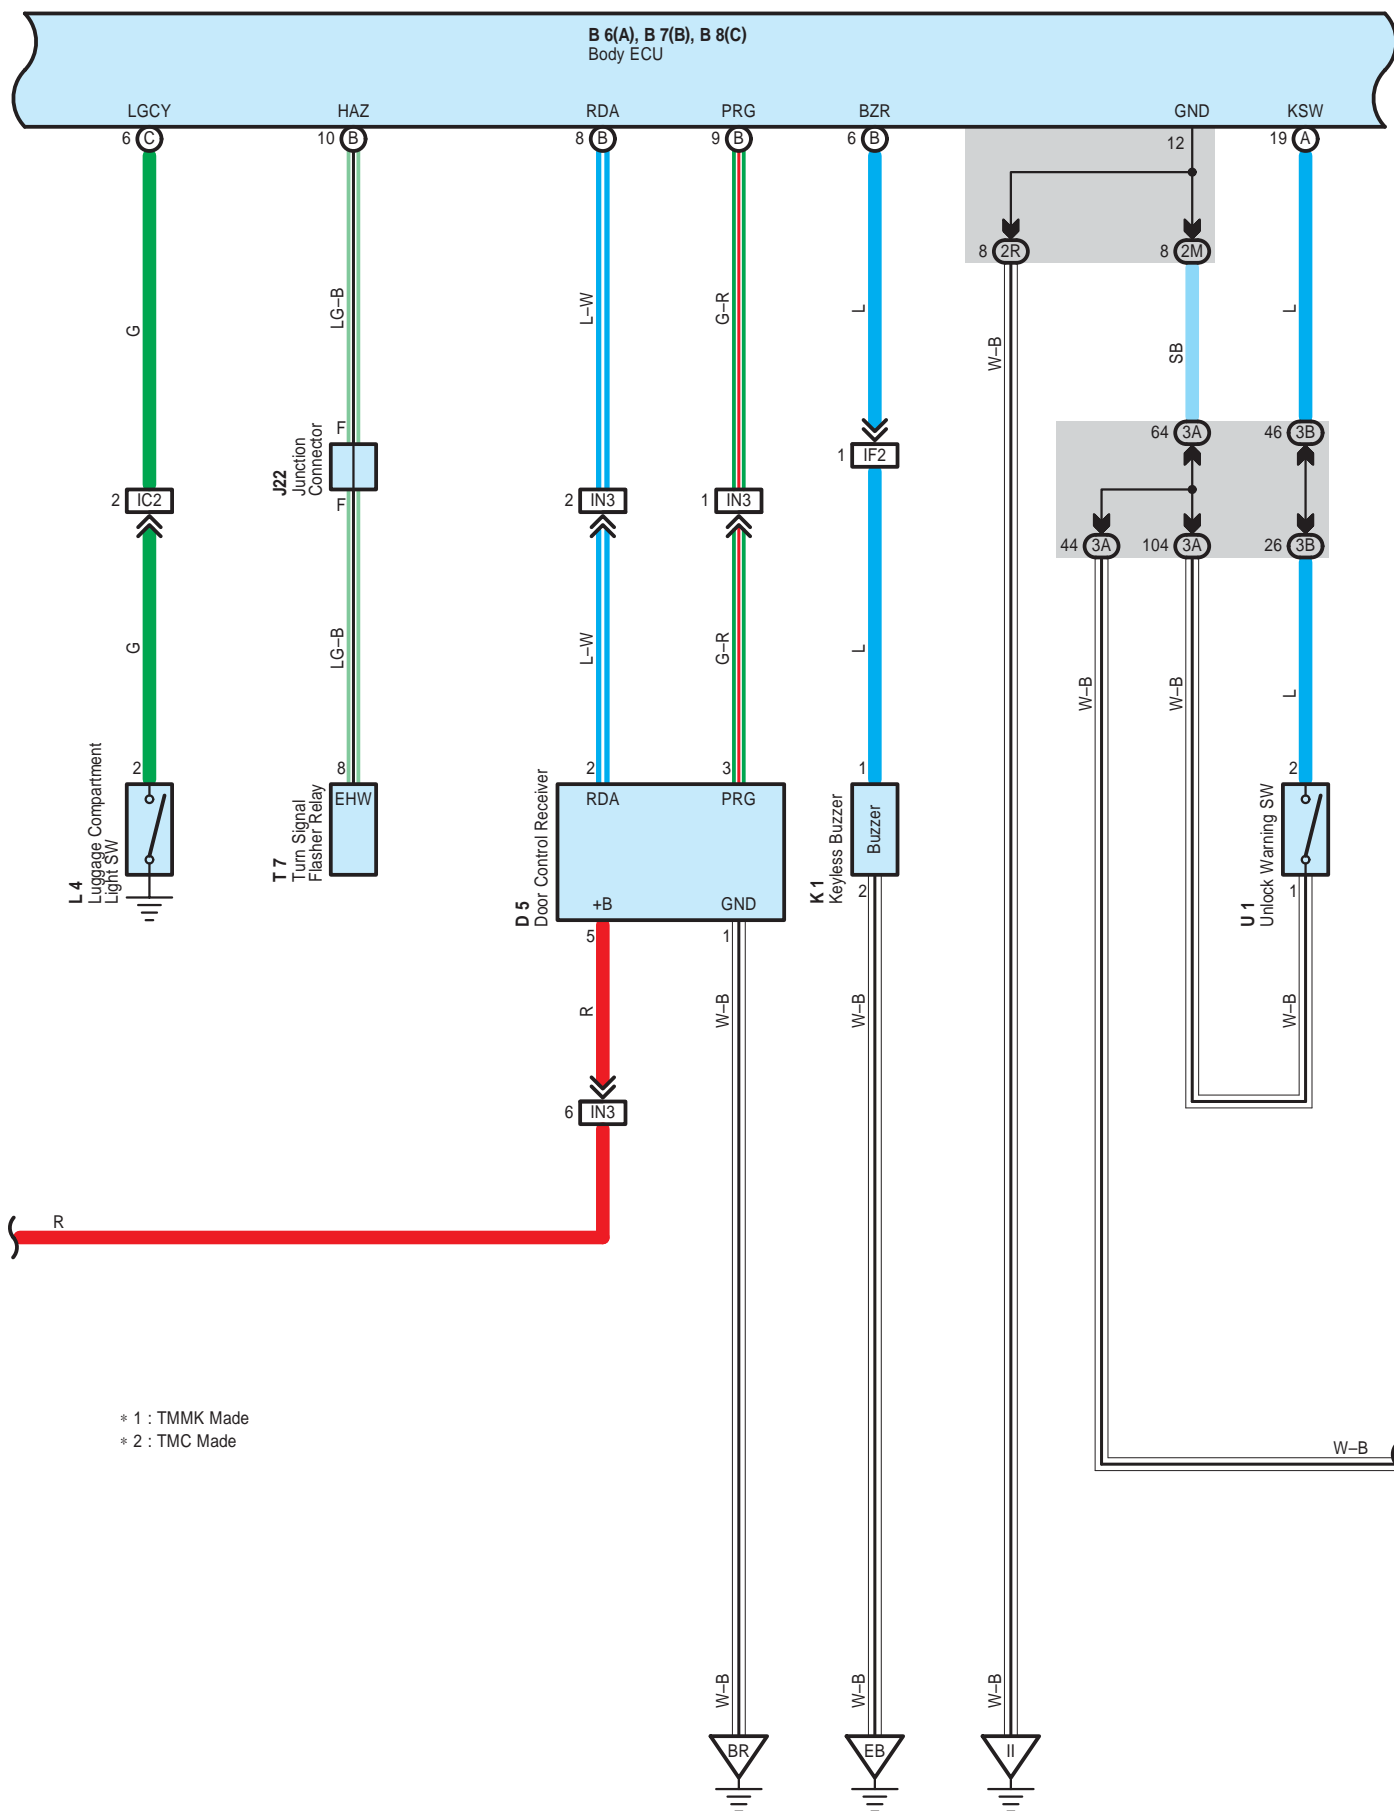 B 6(A), B 7(B), B 8(C)
Body ECU
LGCY HAZ RDA PRG BZR GND KSW
6 C 10 B 8 B 9 B 6 B 12 19 A
8 2R 8 2M
G LG–B L–W G–R L W–B SB L
F
J22
Junction
Connector
F
64 3A 46 3B
1 IF2
2 IC2 2 IN3 1 IN3
44 3A 104 3A 26 3B
G LG–B L–W G–R L W–B W–B L
2 8 2 3 1 2
L 4
Luggage Compartment
Light SW
T 7
Turn Signal
Flasher Relay
EHW
D 5
Door Control Receiver
RDA PRG
+B GND
K 1
Keyless Buzzer
Buzzer
U 1
Unlock Warning SW
5 1 2 1
R W–B W–B W–B
6 IN3
R
∗ 1 : TMMK Made
∗ 2 : TMC Made
W–B
W–B W–B W–B
BR EB II